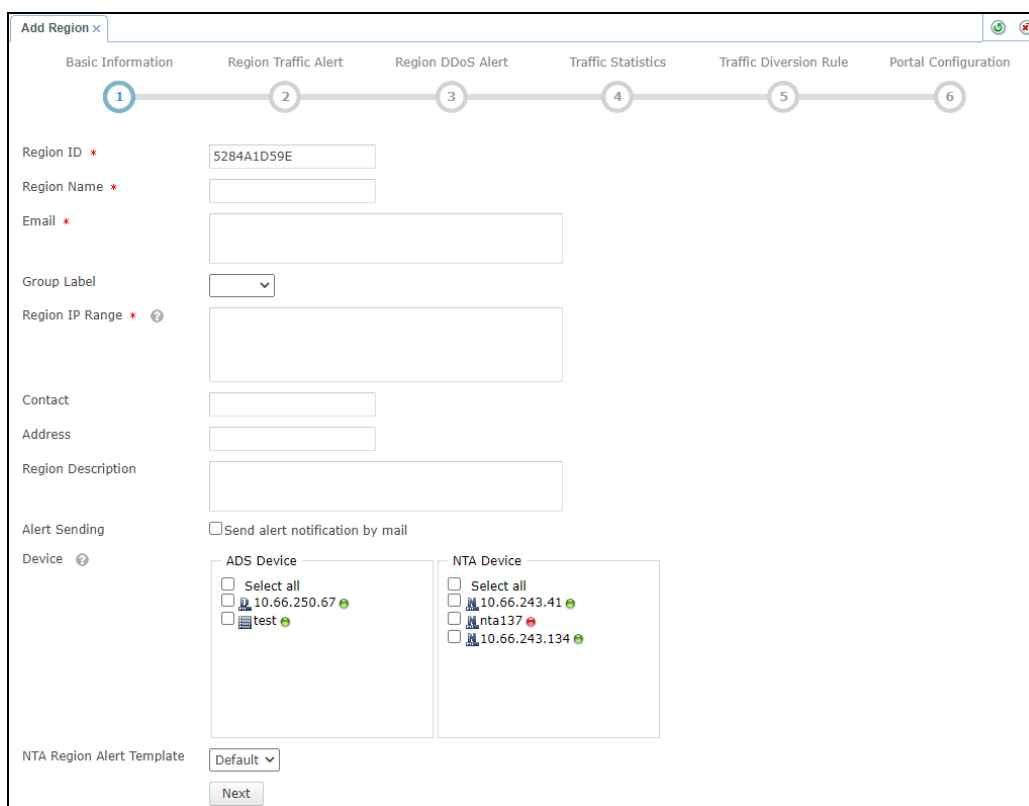 Add Region ×
Basic Information Region Traffic Alert Region DDoS Alert Traffic Statistics Traffic Diversion Rule Portal Configuration
1 2 3 4 5 6
Region ID * 5284A1D59E
Region Name *
Email *
Group Label
Region IP Range * ?
Contact
Address
Region Description
Alert Sending Send alert notification by mail
Device ? ADS Device NTA Device
Select all Select all
10.66.250.67 10.66.243.41
test nta137
10.66.243.134
NTA Region Alert Template Default
Next